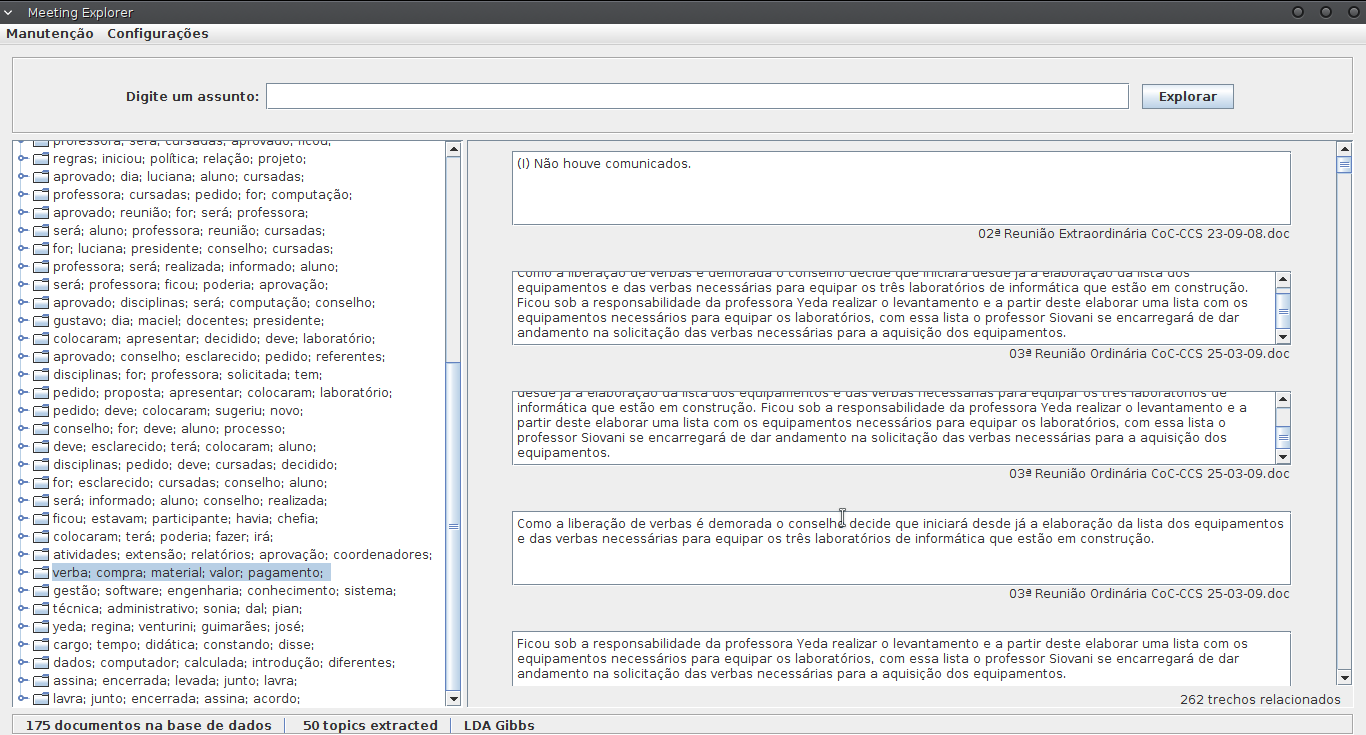 Meeting Explorer
Manutenção Configurações
Digite um assunto:
Explorar
professora; será; cursadas; aprovado; ficou;
regras; iniciou; política; relação; projeto;
aprovado; dia; luciana; aluno; cursadas;
professora; cursadas; pedido; for; computação;
aprovado; reunião; for; será; professora;
será; aluno; professora; reunião; cursadas;
for; luciana; presidente; conselho; cursadas;
professora; será; realizada; informado; aluno;
será; professora; ficou; poderia; aprovação;
aprovado; disciplinas; será; computação; conselho;
gustavo; dia; maciel; docentes; presidente;
colocaram; apresentar; decidido; deve; laboratório;
aprovado; conselho; esclarecido; pedido; referentes;
disciplinas; for; professora; solicitada; tem;
pedido; proposta; apresentar; colocaram; laboratório;
pedido; deve; colocaram; sugeriu; novo;
conselho; for; deve; aluno; processo;
deve; esclarecido; terá; colocaram; aluno;
disciplinas; pedido; deve; cursadas; decidido;
for; esclarecido; cursadas; conselho; aluno;
será; informado; aluno; conselho; realizada;
ficou; estavam; participante; havia; chefia;
colocaram; terá; poderia; fazer; irá;
atividades; extensão; relatórios; aprovação; coordenadores;
verba; compra; material; valor; pagamento;
gestão; software; engenharia; conhecimento; sistema;
técnica; administrativo; sonia; dal; pian;
yeda; regina; venturini; guimarães; josé;
cargo; tempo; didática; constando; disse;
dados; computador; calculada; introdução; diferentes;
assina; encerrada; levada; junto; lavra;
lavra; junto; encerrada; assina; acordo;
(I) Não houve comunicados.
02ª Reunião Extraordinária CoC-CCS 23-09-08.doc
Como a liberação de verbas é demorada o conselho decide que iniciará desde já a elaboração da lista dos
equipamentos e das verbas necessárias para equipar os três laboratórios de informática que estão em construção.
Ficou sob a responsabilidade da professora Yeda realizar o levantamento e a partir deste elaborar uma lista com os
equipamentos necessários para equipar os laboratórios, com essa lista o professor Siovani se encarregará de dar
andamento na solicitação das verbas necessárias para a aquisição dos equipamentos.
03ª Reunião Ordinária CoC-CCS 25-03-09.doc
desde já a elaboração da lista dos equipamentos e das verbas necessárias para equipar os três laboratórios de
informática que estão em construção. Ficou sob a responsabilidade da professora Yeda realizar o levantamento e a
partir deste elaborar uma lista com os equipamentos necessários para equipar os laboratórios, com essa lista o
professor Siovani se encarregará de dar andamento na solicitação das verbas necessárias para a aquisição dos
equipamentos.
03ª Reunião Ordinária CoC-CCS 25-03-09.doc
Como a liberação de verbas é demorada o conselho decide que iniciará desde já a elaboração da lista dos equipamentos
e das verbas necessárias para equipar os três laboratórios de informática que estão em construção.
03ª Reunião Ordinária CoC-CCS 25-03-09.doc
Ficou sob a responsabilidade da professora Yeda realizar o levantamento e a partir deste elaborar uma lista com os
equipamentos necessários para equipar os laboratórios, com essa lista o professor Siovani se encarregará de dar
andamento na solicitação das verbas necessárias para a aquisição dos equipamentos.
262 trechos relacionados
175 documentos na base de dados 50 topics extracted LDA Gibbs